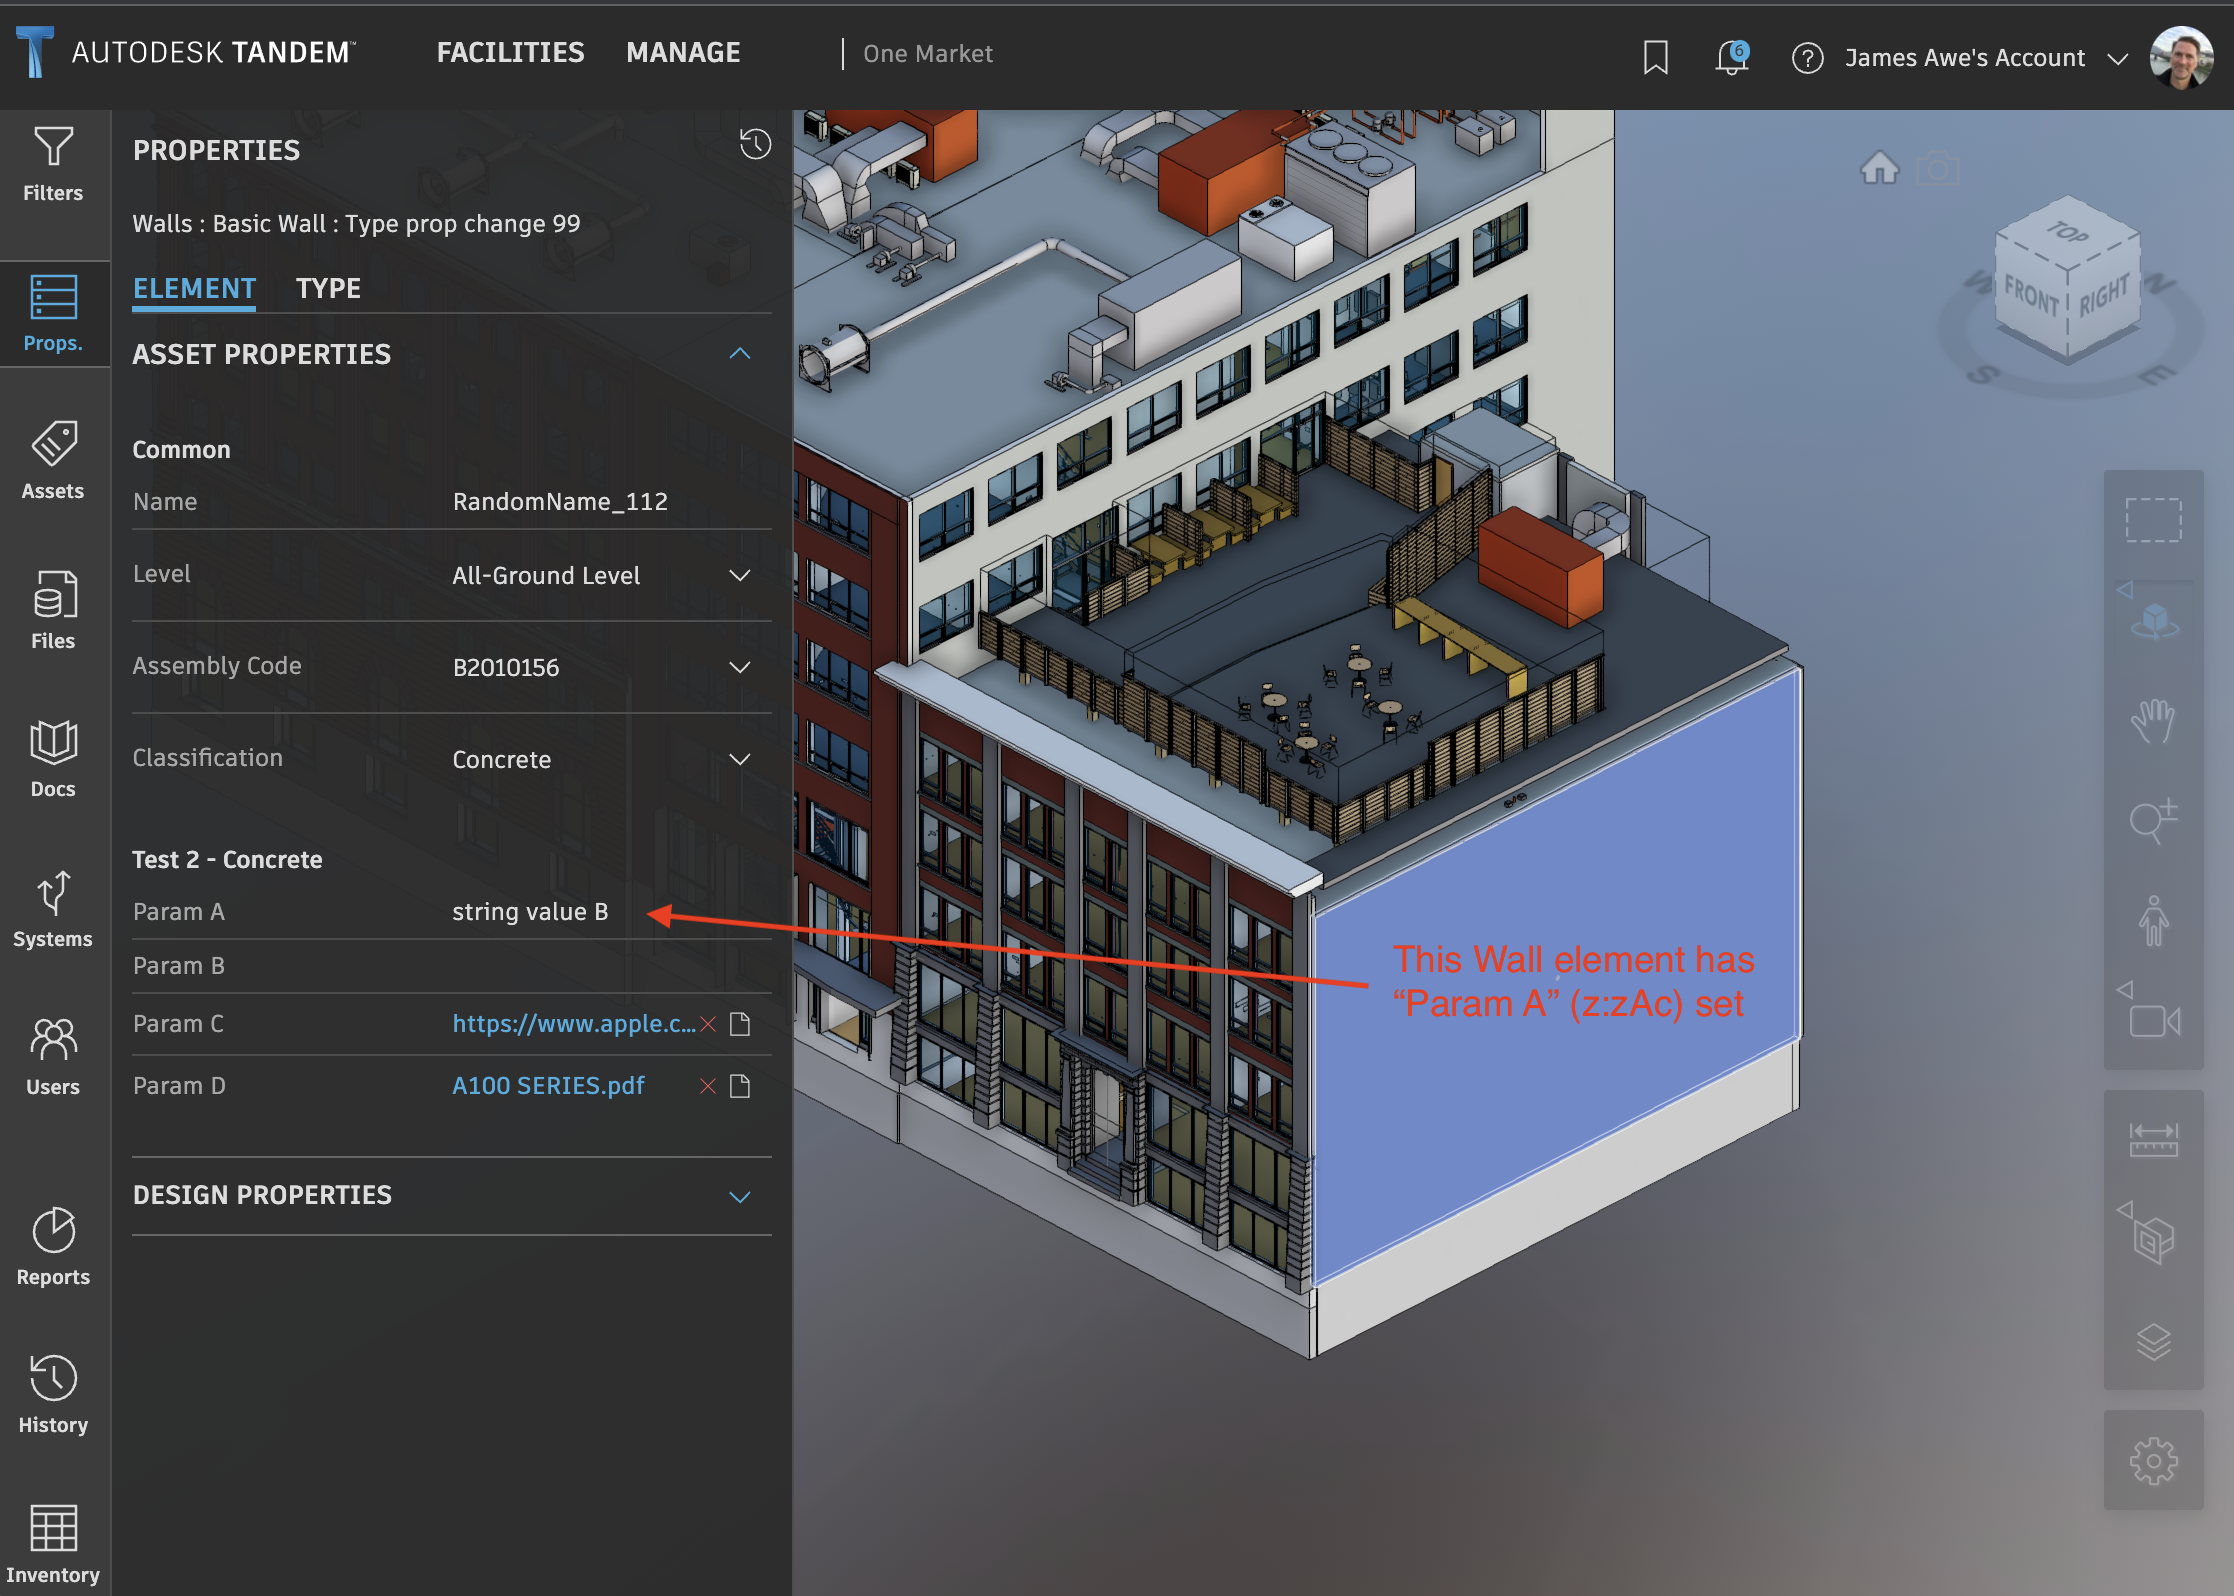 AUTODESK TANDEM™
FACILITIES
MANAGE
One Market
6
?
James Awe's Account
Filters
Props.
Assets
Files
Docs
Systems
Users
Reports
History
Inventory
PROPERTIES
Walls : Basic Wall : Type prop change 99
ELEMENT
TYPE
ASSET PROPERTIES
Common
Name RandomName_112
Level All-Ground Level
Assembly Code B2010156
Classification Concrete
Test 2 - Concrete
Param A string value B
Param B
Param C https://www.apple.c...
Param D A100 SERIES.pdf
DESIGN PROPERTIES
This Wall element has
“Param A” (z:zAc) set
TOP
FRONT
RIGHT
W
N
S
E